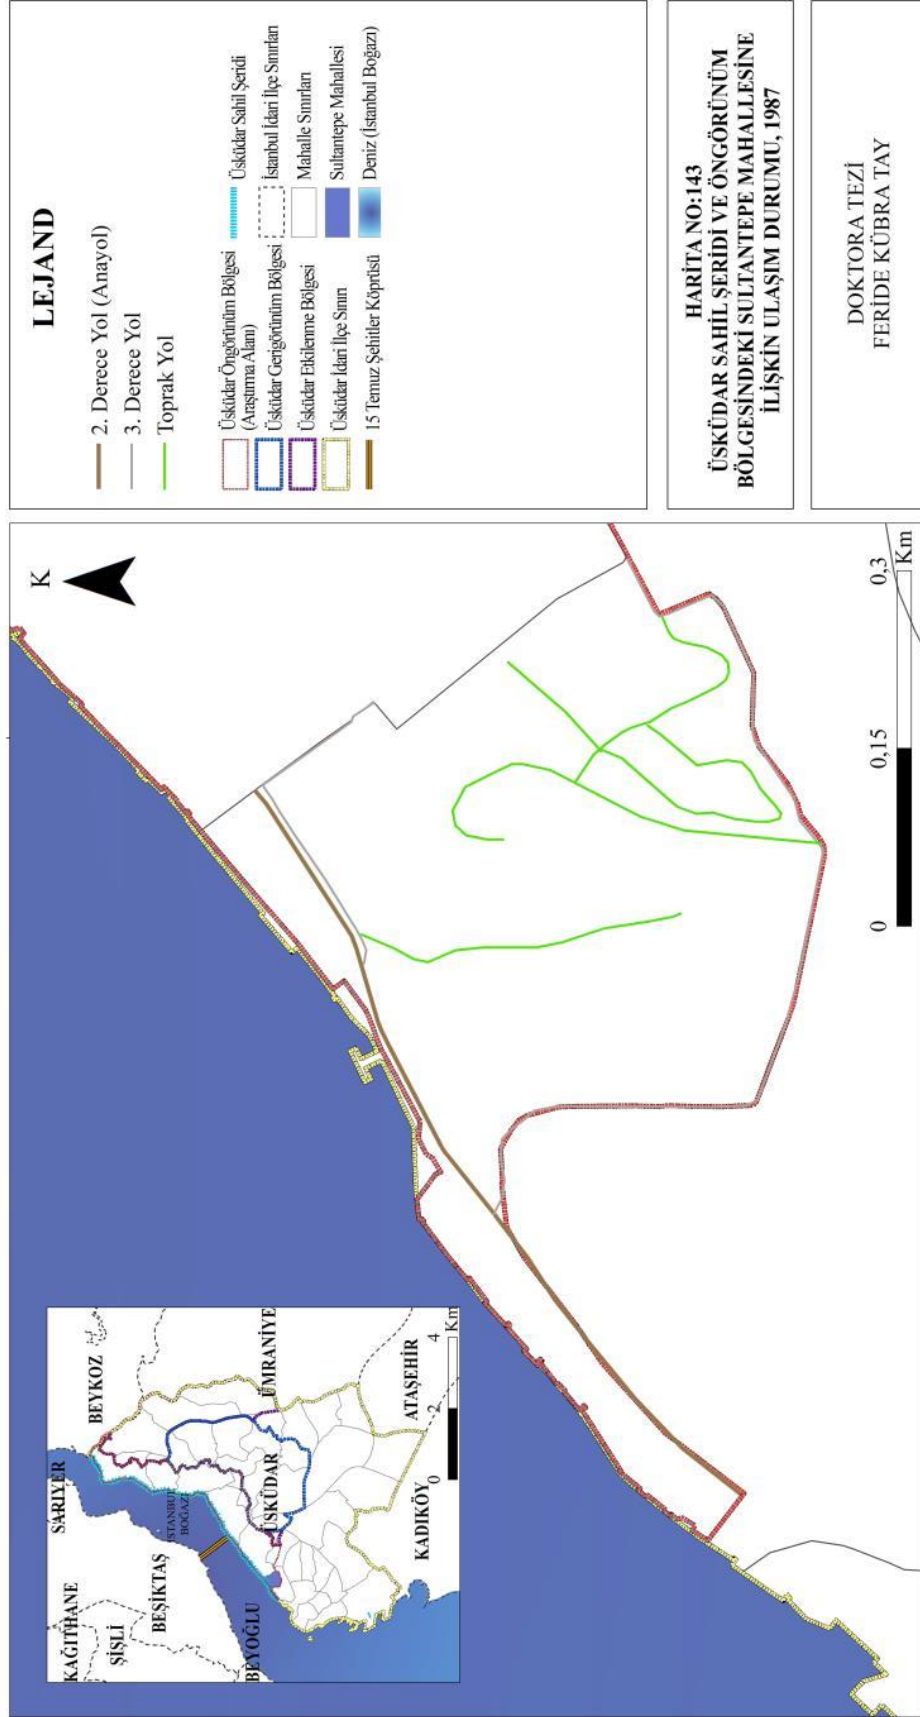 LEJAND
2. Derece Yol (Anayol)
3. Derece Yol
Toprak Yol
Üsküdar Öngörünüm Bölgesi
(Araştırma Alanı)
Üsküdar Gerigörünüm Bölgesi
Üsküdar Etkilenme Bölgesi
Üsküdar İdari İlçe Sınırı
15 Temuz Şehitler Köprüsü
Üsküdar Sahil Şeridi
İstanbul İdari İlçe Sınırları
Mahalle Sınırları
Sultantepe Mahallesi
Deniz (İstanbul Boğazı)
HARİTA NO:143
ÜSKÜDAR SAHİL ŞERİDİ VE ÖNGÖRÜNÜM
BÖLGESİNDEKİ SULTANTEPE MAHALLESİNE
İLİŞKİN ULAŞIM DURUMU, 1987
DOKTORA TEZİ
FERİDE KÜBRA TAY
K
0 0,15 0,3
Km
KAĞITHANE
SARIYER
ŞİŞLİ
BEYKOZ
BEŞİKTAŞ
İSTANBUL
BOĞAZI
BEYOĞLU
ÜSKÜDAR
ÜMRANİYE
KADIKÖY
ATAŞEHİR
0 2 4
Km